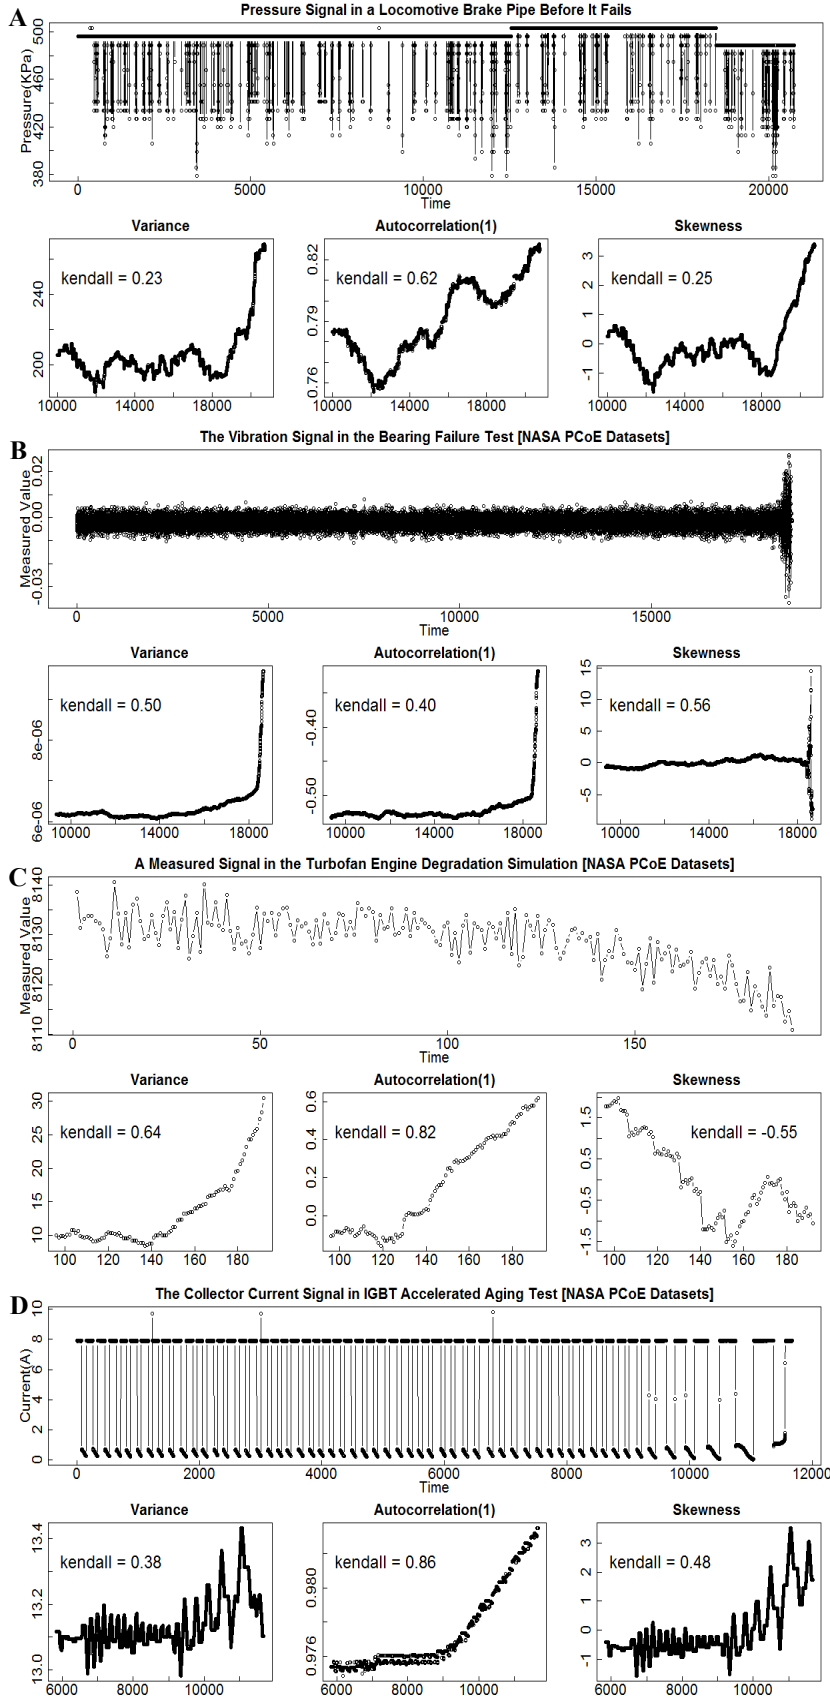 A
Pressure Signal in a Locomotive Brake Pipe Before It Fails
Pressure(KPa)
380 420 460 500
0 5000 10000 15000 20000
Time
Variance
kendall = 0.23
200 240
10000 14000 18000
Autocorrelation(1)
kendall = 0.62
0.76 0.79 0.82
10000 14000 18000
Skewness
kendall = 0.25
-1 0 1 2 3
10000 14000 18000
B
The Vibration Signal in the Bearing Failure Test [NASA PCoE Datasets]
Measured Value
-0.03 0.00 0.02
0 5000 10000 15000
Time
Variance
kendall = 0.50
6e-06 8e-06
10000 14000 18000
Autocorrelation(1)
kendall = 0.40
-0.50 -0.40
10000 14000 18000
Skewness
kendall = 0.56
-5 0 5 10 15
10000 14000 18000
C
A Measured Signal in the Turbofan Engine Degradation Simulation [NASA PCoE Datasets]
Measured Value
8110 8120 8130 8140
0 50 100 150
Time
Variance
kendall = 0.64
10 15 20 25 30
100 120 140 160 180
Autocorrelation(1)
kendall = 0.82
0.0 0.2 0.4 0.6
100 120 140 160 180
Skewness
kendall = -0.55
-1.5 -0.5 0.5 1.5
100 120 140 160 180
D
The Collector Current Signal in IGBT Accelerated Aging Test [NASA PCoE Datasets]
Current(A)
0 2 4 6 8 10
0 2000 4000 6000 8000 10000 12000
Time
Variance
kendall = 0.38
13.0 13.2 13.4
6000 8000 10000
Autocorrelation(1)
kendall = 0.86
0.976 0.980
6000 8000 10000
Skewness
kendall = 0.48
-1 0 1 2 3
6000 8000 10000